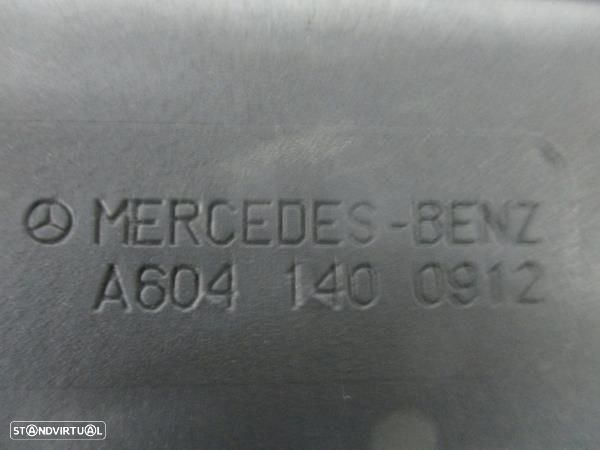 MERCEDES-BENZ
A604 140 0912
STANDVIRTUAL